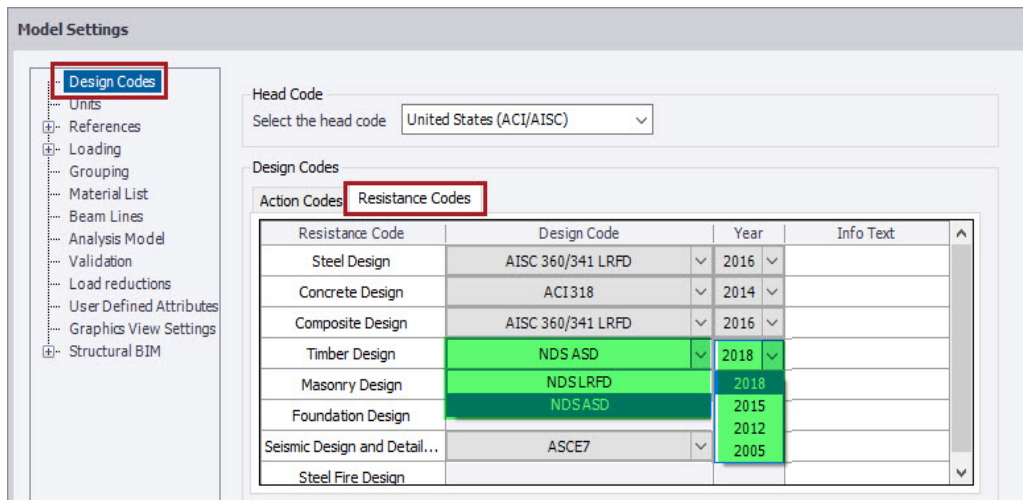 Model Settings
Design Codes
Units
References
Loading
Grouping
Material List
Beam Lines
Analysis Model
Validation
Load reductions
User Defined Attributes
Graphics View Settings
Structural BIM
Head Code
Select the head code United States (ACI/AISC)
Design Codes
Action Codes Resistance Codes
Resistance Code Design Code Year Info Text
Steel Design AISC 360/341 LRFD 2016
Concrete Design ACI318 2014
Composite Design AISC 360/341 LRFD 2016
Timber Design NDS ASD 2018
Masonry Design NDS LRFD 2018
NDS ASD 2015
Foundation Design 2012
Seismic Design and Detail... ASCE7 2005
Steel Fire Design